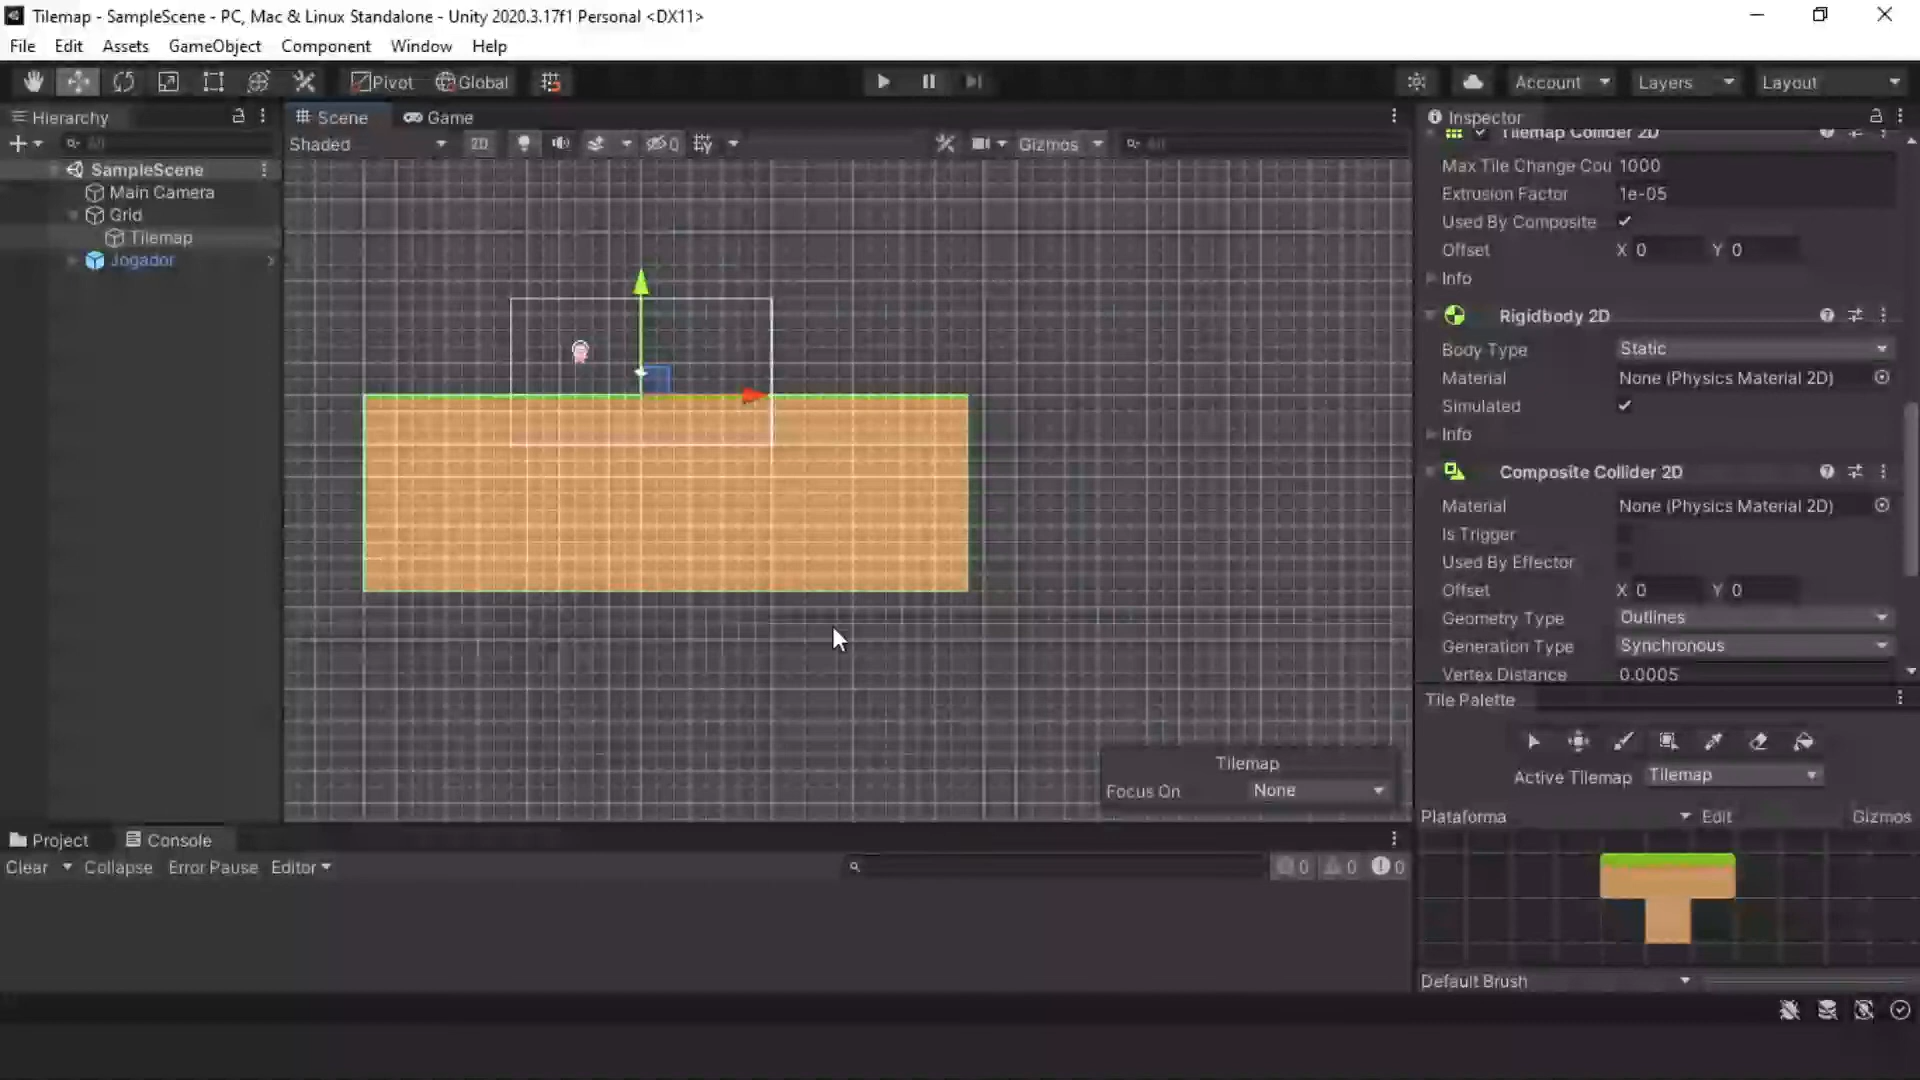 Tilemap - SampleScene - PC, Mac & Linux Standalone - Unity 2020.3.17f1 Personal <DX11>
File Edit Assets GameObject Component Window Help
Pivot Global Account Layers Layout
Hierarchy
All
SampleScene
Main Camera
Grid
Tilemap
Jogador
Scene Game
Shaded 2D 0 Gizmos All
Tilemap
Focus On None
Inspector
Tilemap Collider 2D
Max Tile Change Cou 1000
Extrusion Factor 1e-05
Used By Composite
Offset X 0 Y 0
Info
Rigidbody 2D
Body Type Static
Material None (Physics Material 2D)
Simulated
Info
Composite Collider 2D
Material None (Physics Material 2D)
Is Trigger
Used By Effector
Offset X 0 Y 0
Geometry Type Outlines
Generation Type Synchronous
Vertex Distance 0.0005
Tile Palette
Active Tilemap Tilemap
Plataforma Edit Gizmos
Default Brush
Project Console
Clear Collapse Error Pause Editor 0 0 0